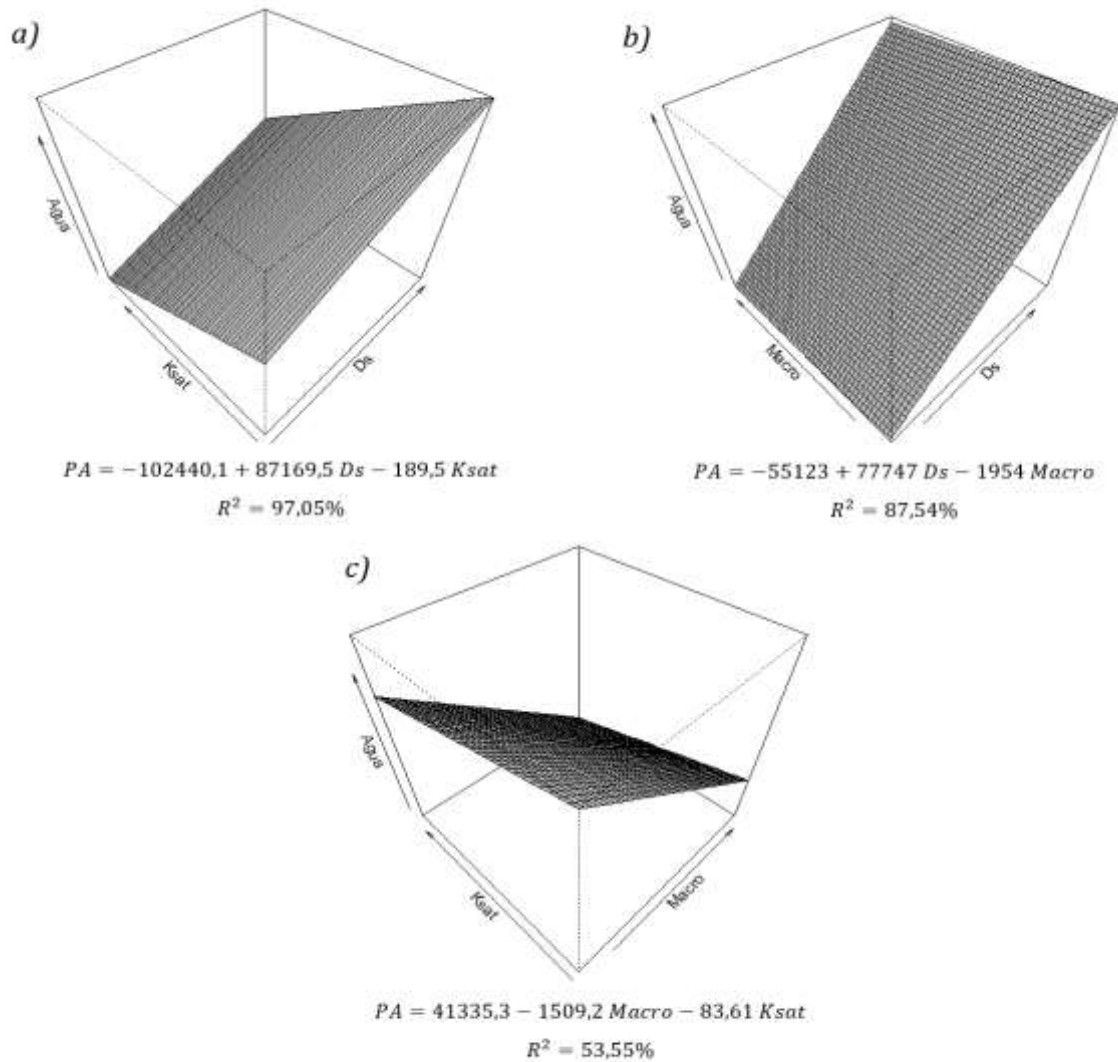 a)
Agua
Ksat
Ds
PA = −102440,1 + 87169,5 Ds − 189,5 Ksat
R² = 97,05%
b)
Agua
Macro
Ds
PA = −55123 + 77747 Ds − 1954 Macro
R² = 87,54%
c)
Agua
Ksat
Macro
PA = 41335,3 − 1509,2 Macro − 83,61 Ksat
R² = 53,55%